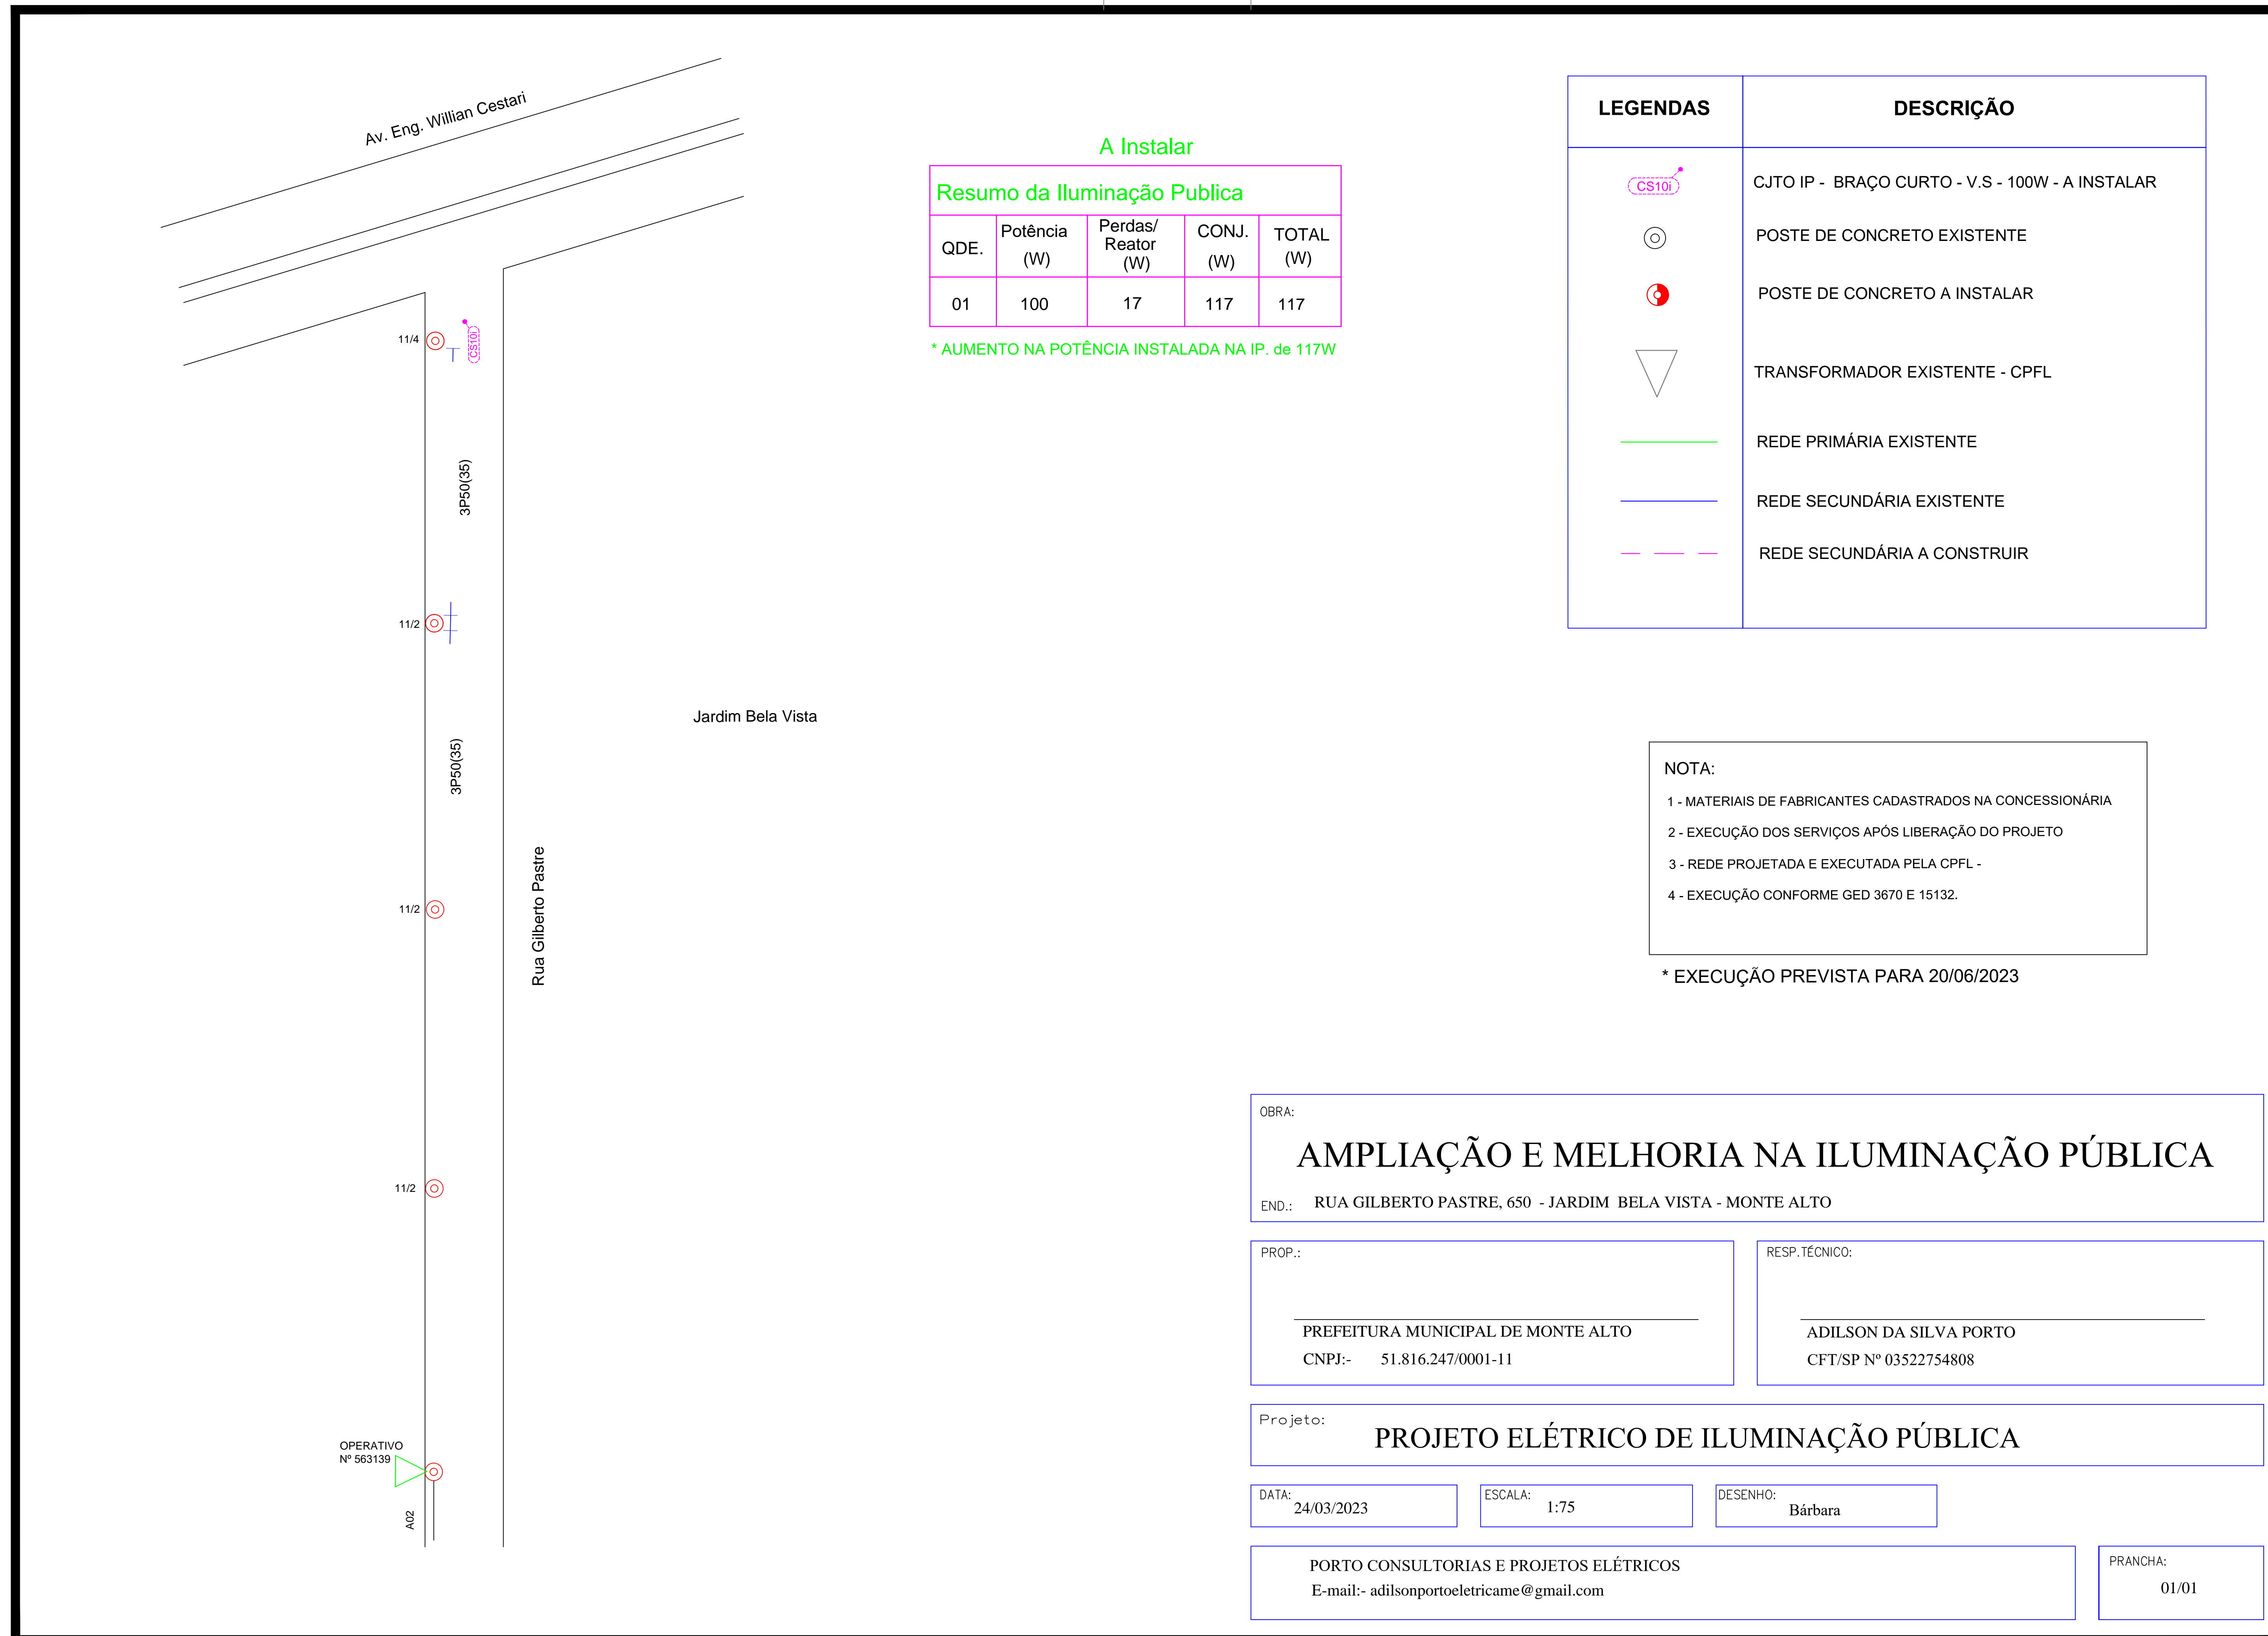 Av. Eng. Willian Cestari
11/4
CS10i
3P50(35)
11/2
3P50(35)
Jardim Bela Vista
11/2
Rua Gilberto Pastre
11/2
OPERATIVO
Nº 563139
A02
A Instalar
Resumo da Iluminação Publica
QDE. Potência (W) Perdas/ Reator (W) CONJ. (W) TOTAL (W)
01 100 17 117 117
* AUMENTO NA POTÊNCIA INSTALADA NA IP. de 117W
LEGENDAS DESCRIÇÃO
CS10i CJTO IP - BRAÇO CURTO - V.S - 100W - A INSTALAR
POSTE DE CONCRETO EXISTENTE
POSTE DE CONCRETO A INSTALAR
TRANSFORMADOR EXISTENTE - CPFL
REDE PRIMÁRIA EXISTENTE
REDE SECUNDÁRIA EXISTENTE
REDE SECUNDÁRIA A CONSTRUIR
NOTA:
1 - MATERIAIS DE FABRICANTES CADASTRADOS NA CONCESSIONÁRIA
2 - EXECUÇÃO DOS SERVIÇOS APÓS LIBERAÇÃO DO PROJETO
3 - REDE PROJETADA E EXECUTADA PELA CPFL -
4 - EXECUÇÃO CONFORME GED 3670 E 15132.
* EXECUÇÃO PREVISTA PARA 20/06/2023
OBRA:
AMPLIAÇÃO E MELHORIA NA ILUMINAÇÃO PÚBLICA
END.: RUA GILBERTO PASTRE, 650 - JARDIM BELA VISTA - MONTE ALTO
PROP.:
PREFEITURA MUNICIPAL DE MONTE ALTO
CNPJ:- 51.816.247/0001-11
RESP.TÉCNICO:
ADILSON DA SILVA PORTO
CFT/SP Nº 03522754808
Projeto:
PROJETO ELÉTRICO DE ILUMINAÇÃO PÚBLICA
DATA: 24/03/2023
ESCALA: 1:75
DESENHO: Bárbara
PORTO CONSULTORIAS E PROJETOS ELÉTRICOS
E-mail:- adilsonportoeletricame@gmail.com
PRANCHA:
01/01